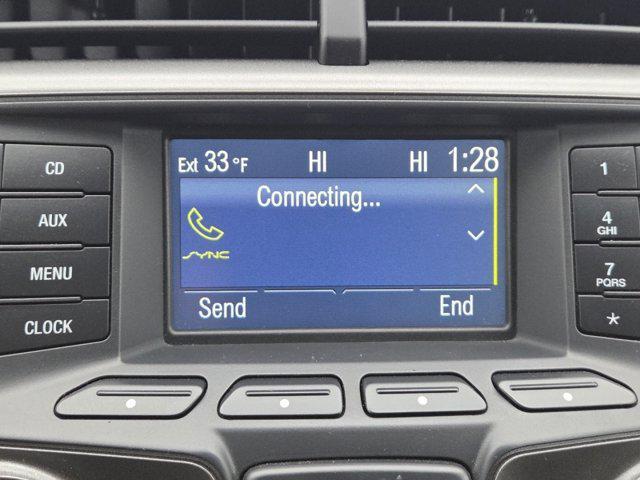 Ext 33 °F HI HI 1:28
Connecting...
SYNC
Send End
CD
AUX
MENU
CLOCK
1
4
GHI
7
PQRS
*